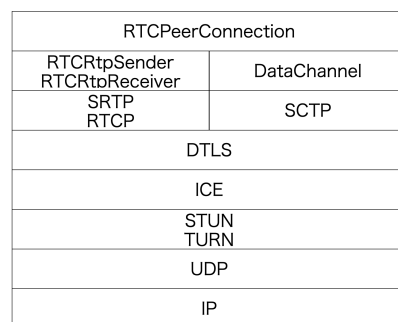 RTCPeerConnection
RTCRtpSender
RTCRtpReceiver
DataChannel
SRTP
RTCP
SCTP
DTLS
ICE
STUN
TURN
UDP
IP